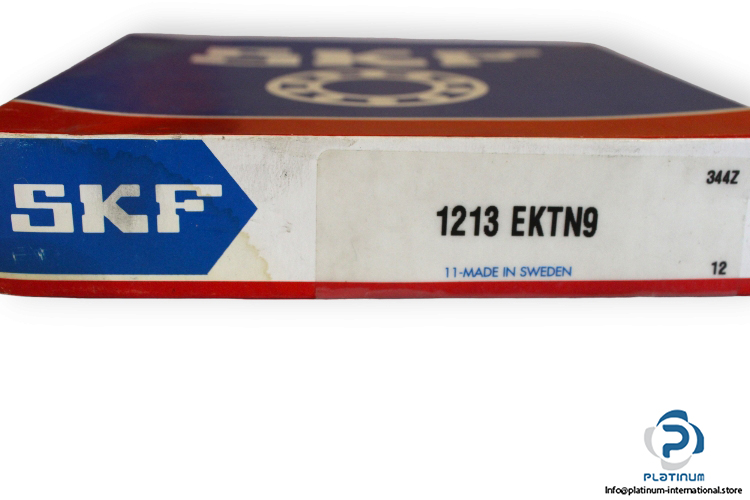 SKF
SKF
344Z
1213 EKTN9
11-MADE IN SWEDEN
12
PLATINUM
Info@platinum-international.store